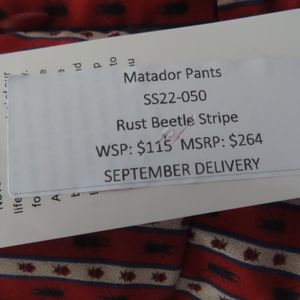 Matador Pants
SS22-050
Rust Beetle Stripe
WSP: $115 MSRP: $264
SEPTEMBER DELIVERY